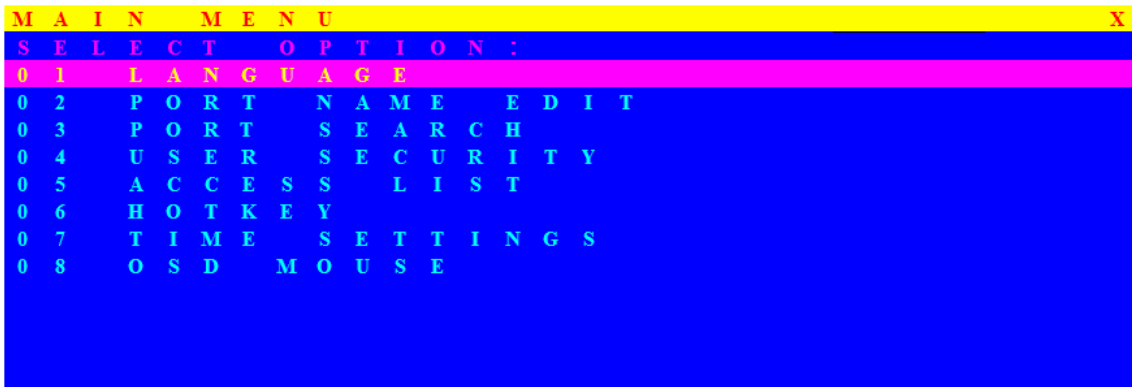 MAIN MENU X
SELECT OPTION:
01 LANGUAGE
02 PORT NAME EDIT
03 PORT SEARCH
04 USER SECURITY
05 ACCESS LIST
06 HOTKEY
07 TIME SETTINGS
08 OSD MOUSE